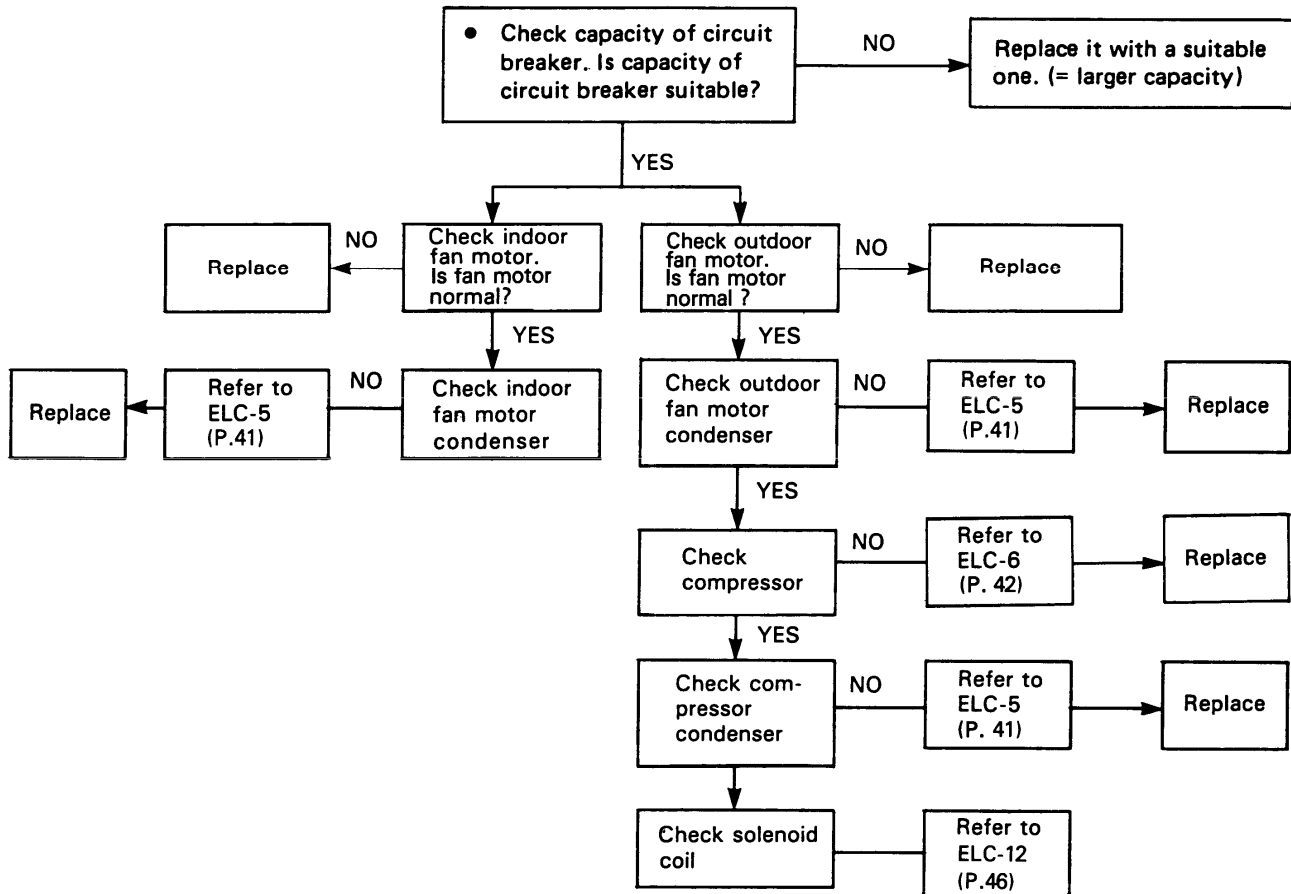 ● Check capacity of circuit
breaker. Is capacity of
circuit breaker suitable?
NO
Replace it with a suitable
one. (= larger capacity)
YES
Replace
NO
Check indoor
fan motor.
Is fan motor
normal?
Check outdoor
fan motor.
Is fan motor
normal ?
NO
Replace
YES
YES
Replace
Refer to
ELC-5
(P.41)
NO
Check indoor
fan motor
condenser
Check outdoor
fan motor
condenser
NO
Refer to
ELC-5
(P.41)
Replace
YES
Check
compressor
NO
Refer to
ELC-6
(P. 42)
Replace
YES
Check com-
pressor
condenser
NO
Refer to
ELC-5
(P. 41)
Replace
Check solenoid
coil
Refer to
ELC-12
(P.46)